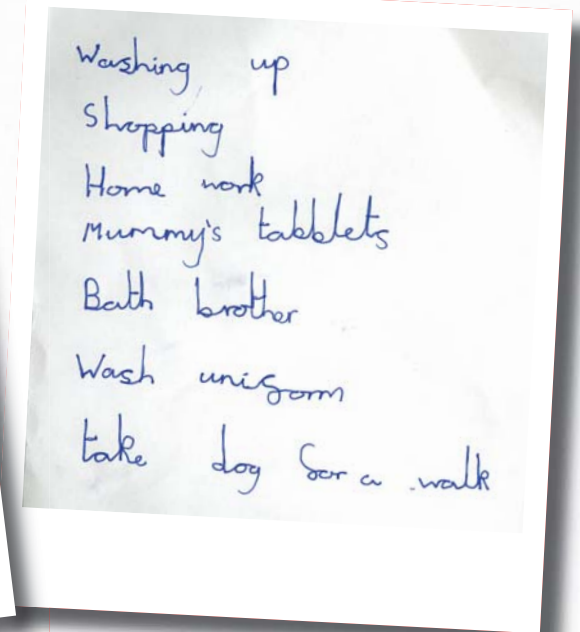 Washing up
Shopping
Home work
Mummy's tabblets
Bath brother
Wash uniform
take dog for a walk